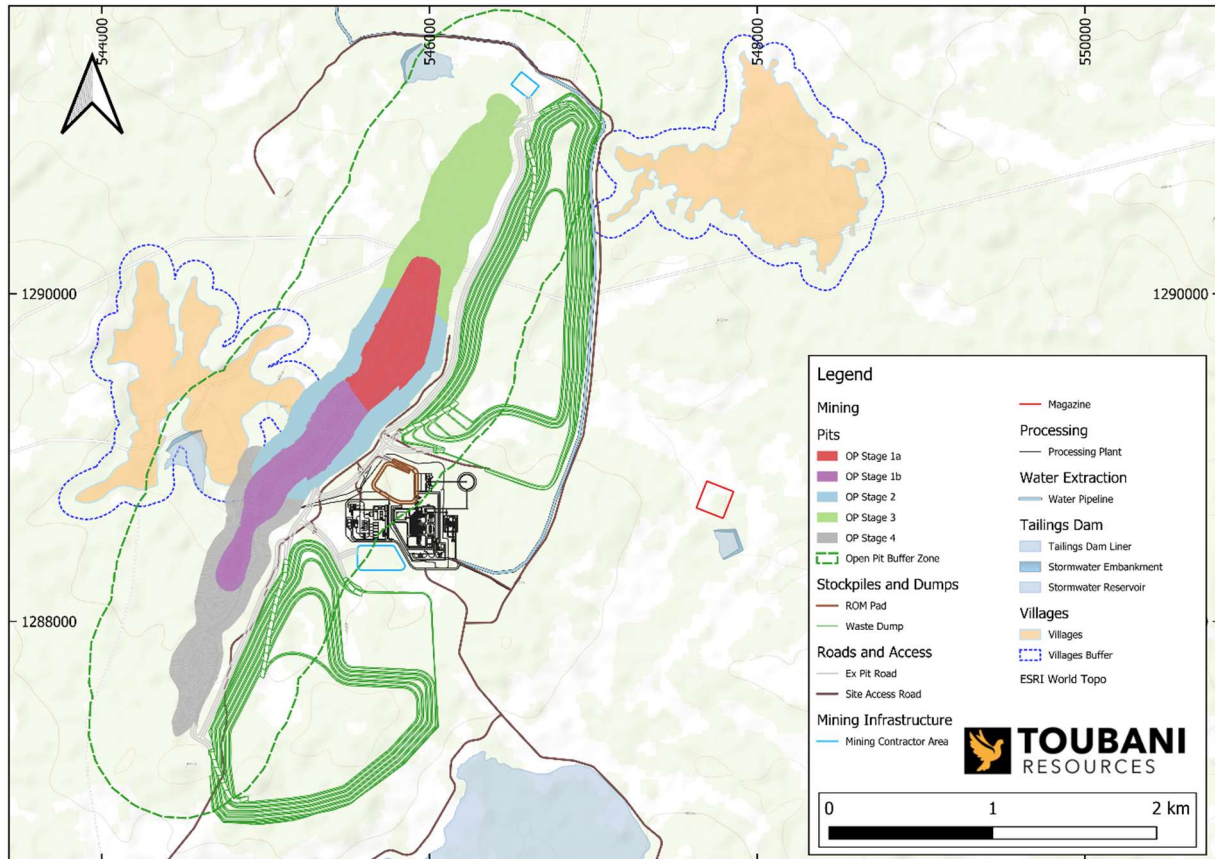 544000
546000
548000
550000
1290000
1290000
1288000
Legend
Mining
Pits
OP Stage 1a
OP Stage 1b
OP Stage 2
OP Stage 3
OP Stage 4
Open Pit Buffer Zone
Stockpiles and Dumps
ROM Pad
Waste Dump
Roads and Access
Ex Pit Road
Site Access Road
Mining Infrastructure
Mining Contractor Area
Magazine
Processing
Processing Plant
Water Extraction
Water Pipeline
Tailings Dam
Tailings Dam Liner
Stormwater Embankment
Stormwater Reservoir
Villages
Villages
Villages Buffer
ESRI World Topo
TOUBANI
RESOURCES
0 1 2 km